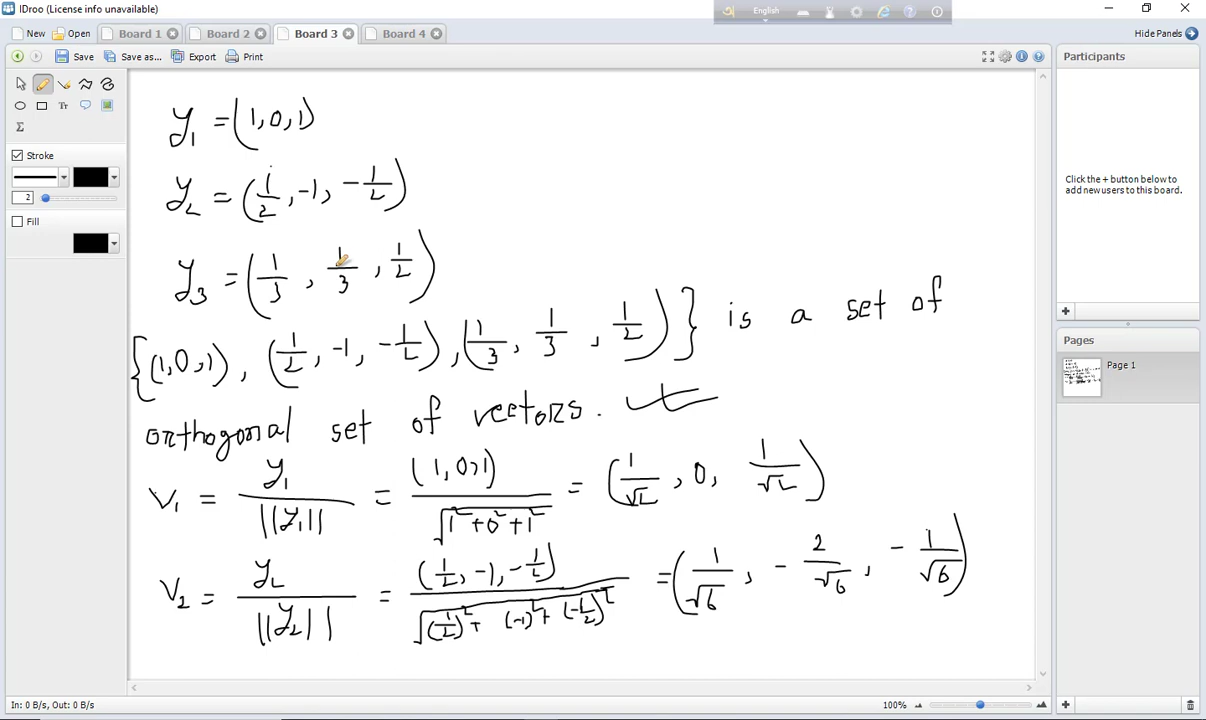 IDroo (License info unavailable)
English
New Open Board 1 Board 2 Board 3 Board 4 Hide Panels
Save Save as... Export Print
Participants
Click the + button below to add new users to this board.
Stroke
2
Fill
Pages
Page 1
y₁ = (1, 0, 1)
y₂ = (1/2, -1, -1/2)
y₃ = (1/3, 1/3, 1/2)
{(1, 0, 1), (1/2, -1, -1/2), (1/3, 1/3, 1/2)} is a set of
orthogonal set of vectors.
V₁ = y₁/||y₁|| = (1, 0, 1)/√(1²+0²+1²) = (1/√2, 0, 1/√2)
V₂ = y₂/||y₂|| = (1/2, -1, -1/2)/√((1/2)²+(-1)²+(-1/2)²) = (1/√6, -2/√6, -1/√6)
In: 0 B/s, Out: 0 B/s 100%